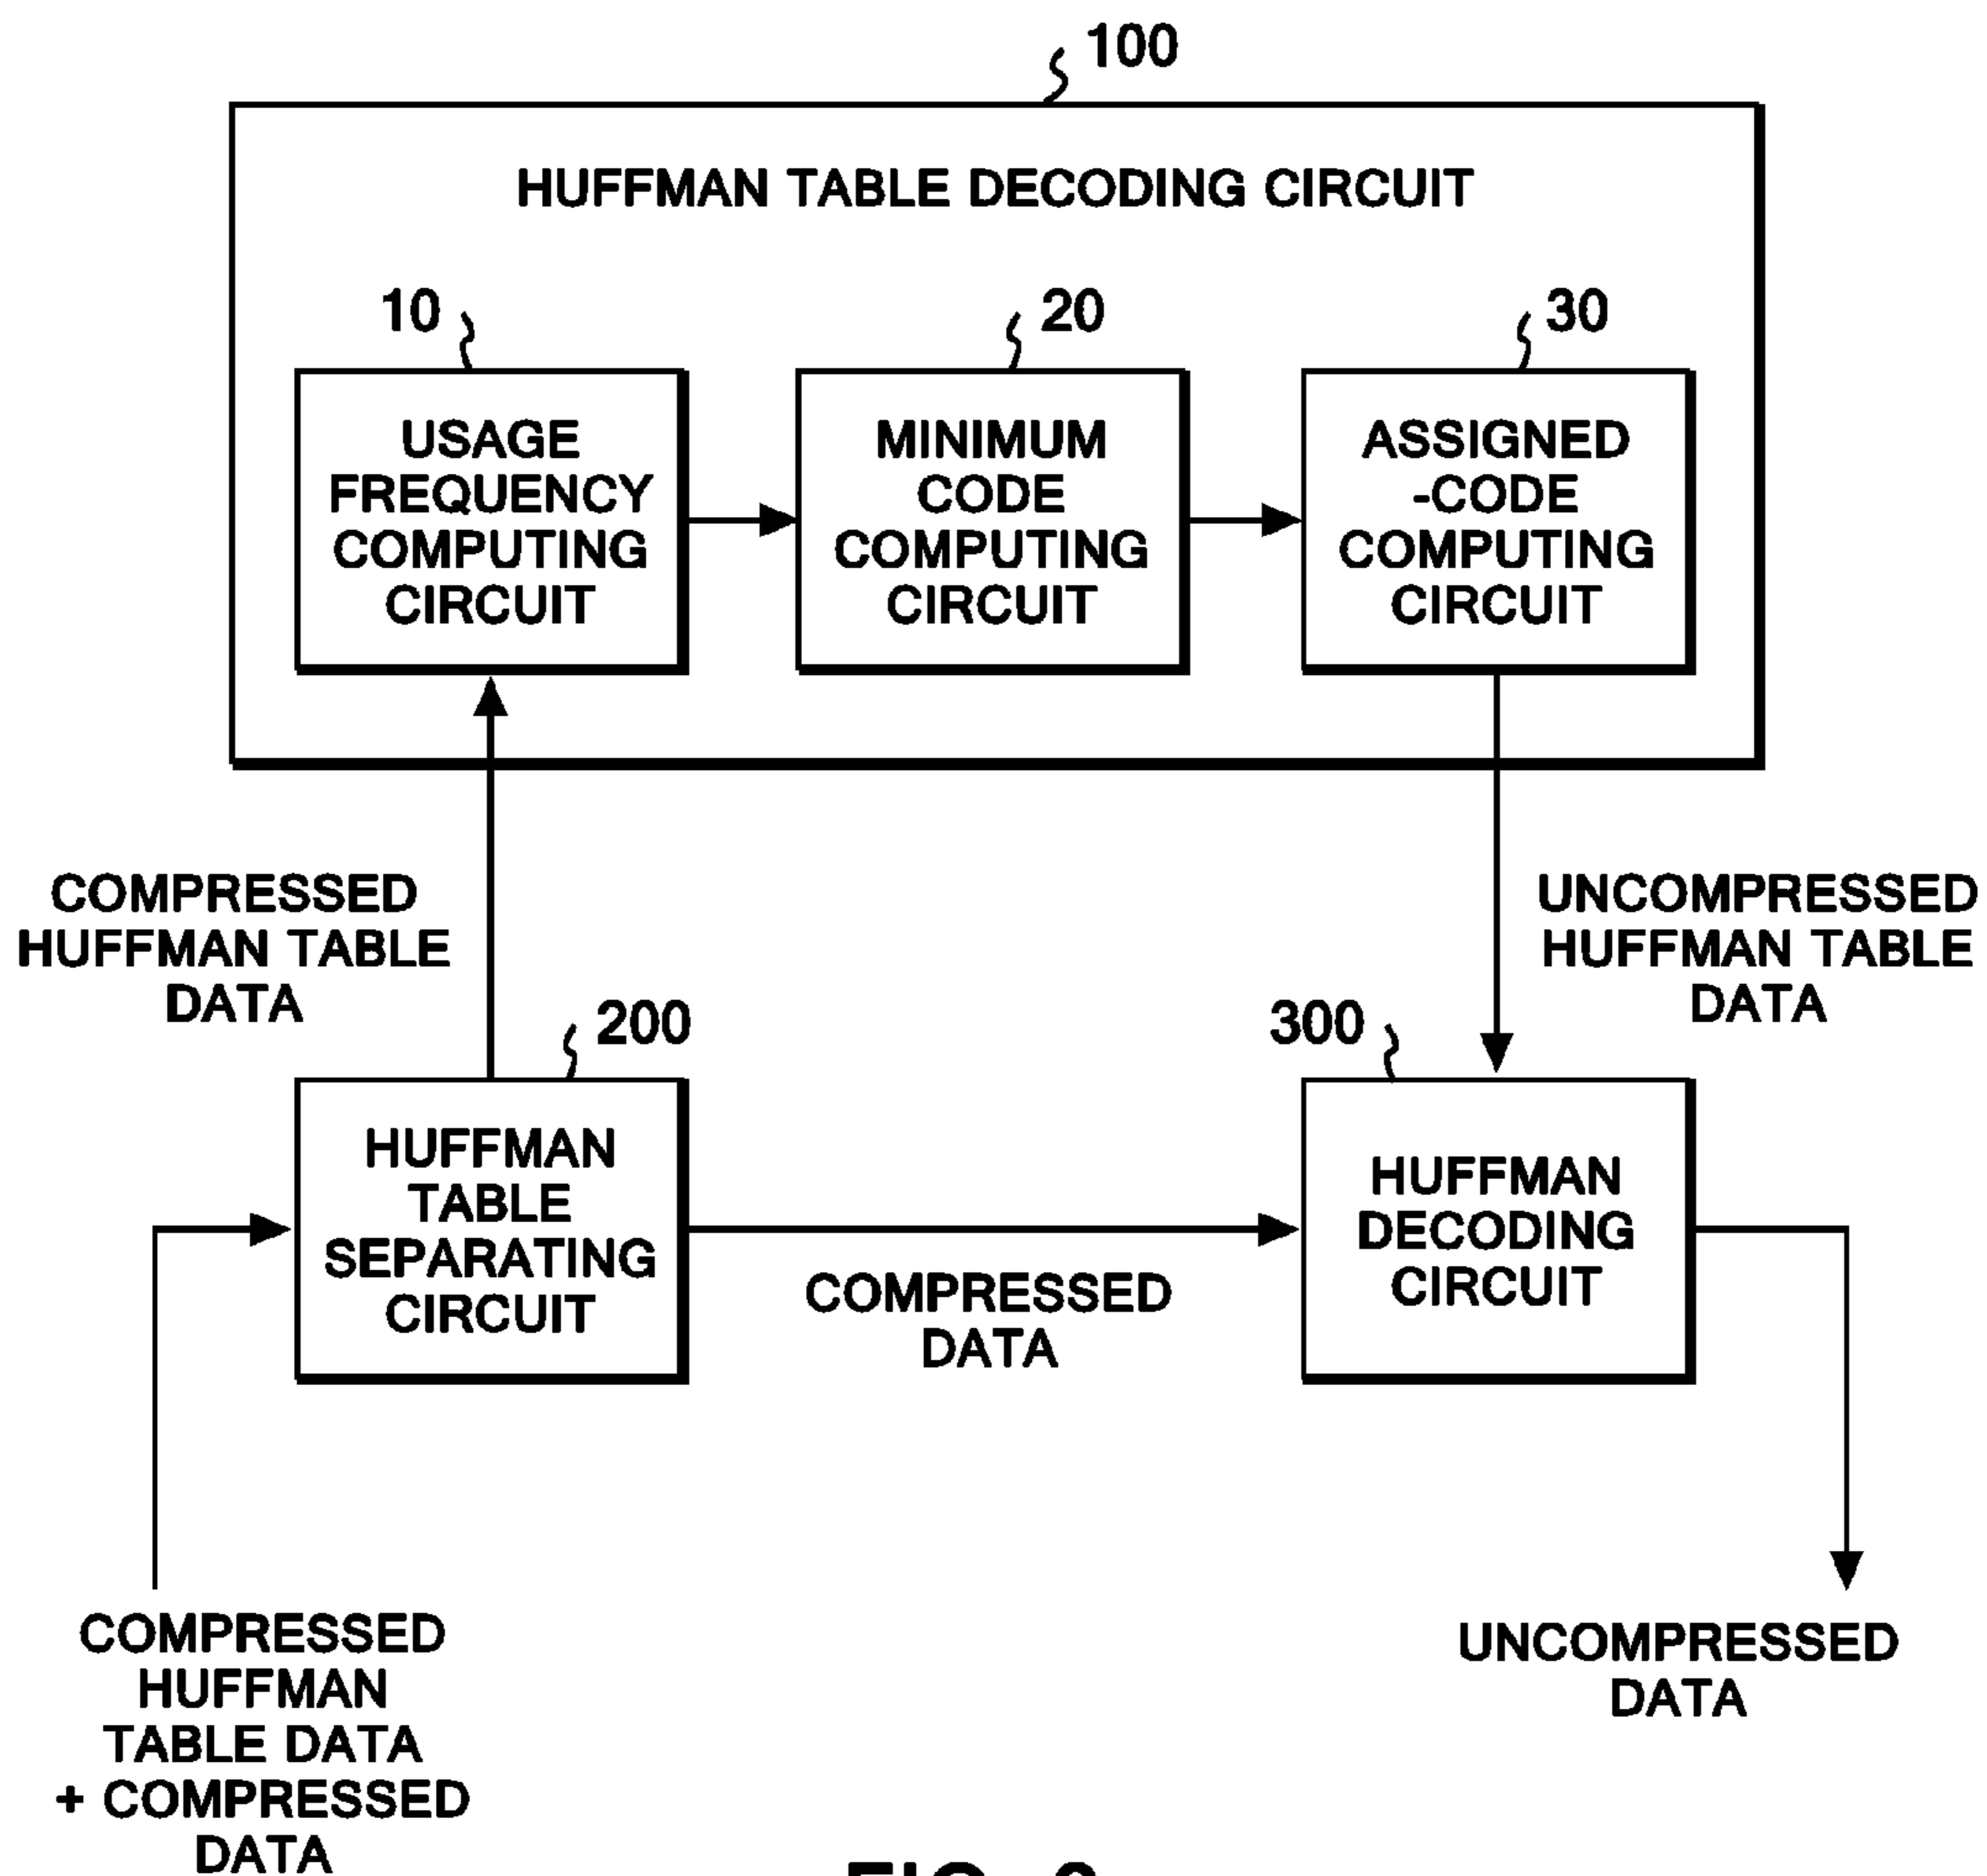 100
HUFFMAN TABLE DECODING CIRCUIT
10
20
30
USAGE
FREQUENCY
COMPUTING
CIRCUIT
MINIMUM
CODE
COMPUTING
CIRCUIT
ASSIGNED
-CODE
COMPUTING
CIRCUIT
COMPRESSED
HUFFMAN TABLE
DATA
UNCOMPRESSED
HUFFMAN TABLE
DATA
200
300
HUFFMAN
TABLE
SEPARATING
CIRCUIT
COMPRESSED
DATA
HUFFMAN
DECODING
CIRCUIT
COMPRESSED
HUFFMAN
TABLE DATA
+ COMPRESSED
DATA
UNCOMPRESSED
DATA